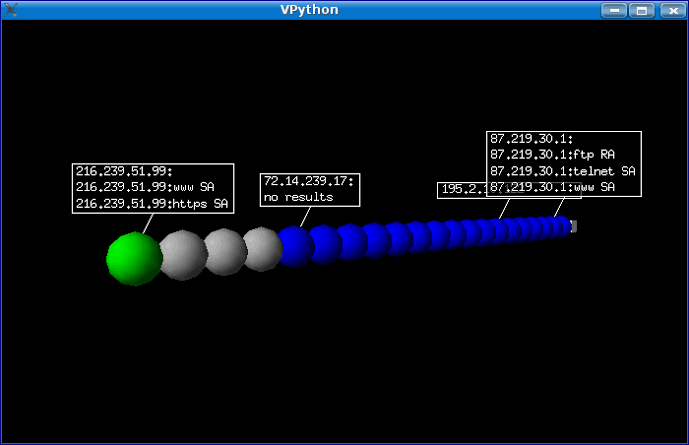 VPython
216.239.51.99:
216.239.51.99:www SA
216.239.51.99:https SA
72.14.239.17:
no results
87.219.30.1:
87.219.30.1:ftp RA
87.219.30.1:telnet SA
87.219.30.1:www SA